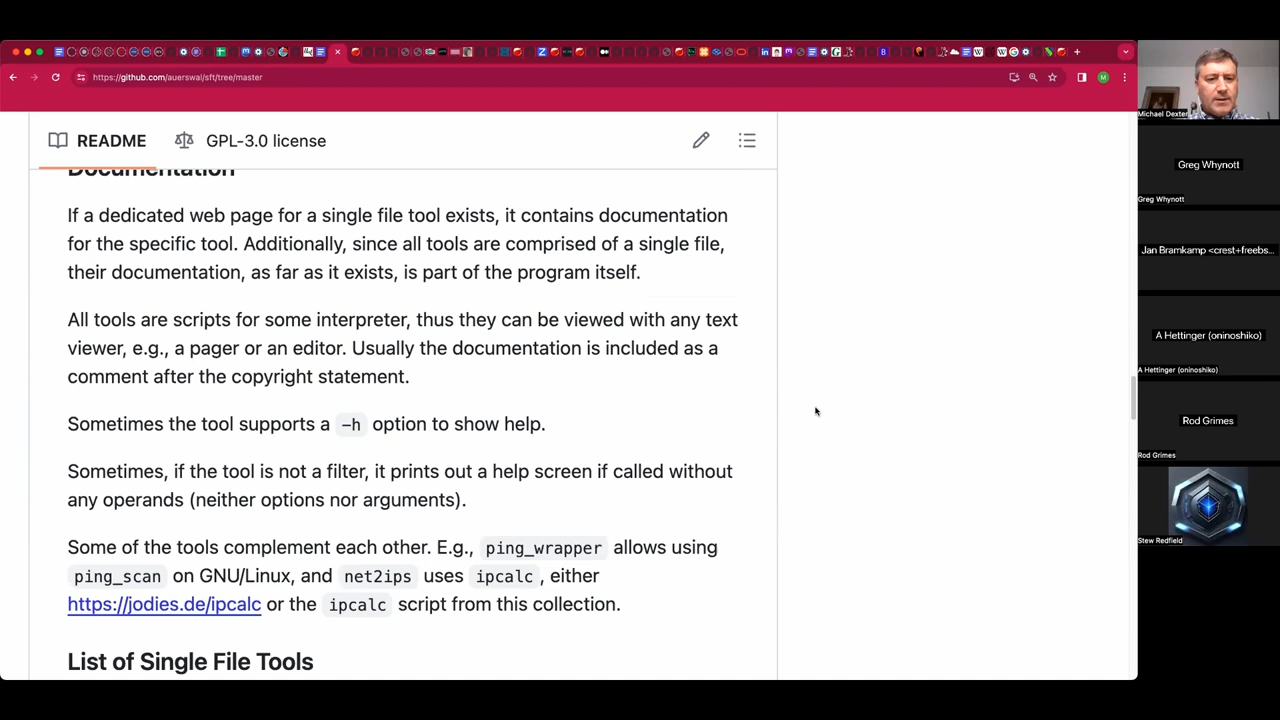 https://github.com/auerswal/sft/tree/master
M
README
GPL-3.0 license
Documentation
If a dedicated web page for a single file tool exists, it contains documentation
for the specific tool. Additionally, since all tools are comprised of a single file,
their documentation, as far as it exists, is part of the program itself.
All tools are scripts for some interpreter, thus they can be viewed with any text
viewer, e.g., a pager or an editor. Usually the documentation is included as a
comment after the copyright statement.
Sometimes the tool supports a -h option to show help.
Sometimes, if the tool is not a filter, it prints out a help screen if called without
any operands (neither options nor arguments).
Some of the tools complement each other. E.g., ping_wrapper allows using
ping_scan on GNU/Linux, and net2ips uses ipcalc, either
https://jodies.de/ipcalc or the ipcalc script from this collection.
List of Single File Tools
Michael Dexter
Greg Whynott
Greg Whynott
Jan Bramkamp <crest+freebs...
A Hettinger (oninoshiko)
A Hettinger (oninoshiko)
Rod Grimes
Rod Grimes
Stew Redfield